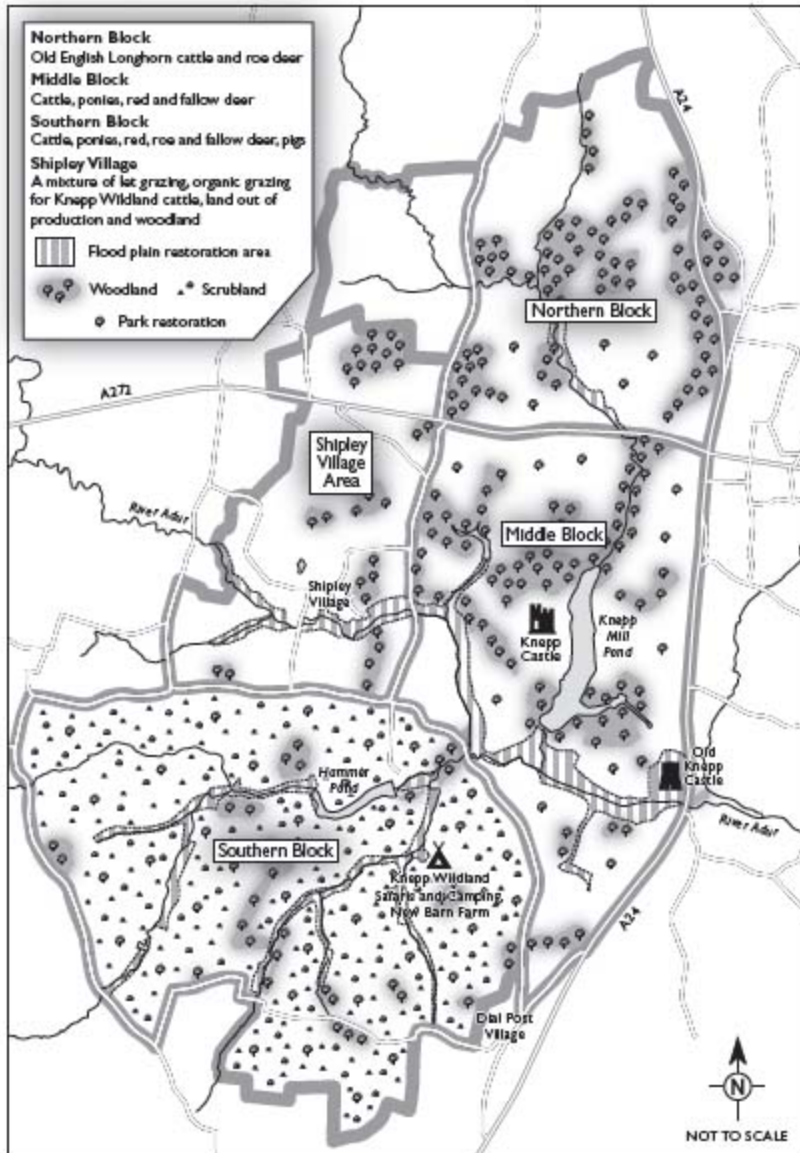 Northern Block
Old English Longhorn cattle and roe deer
Middle Block
Cattle, ponies, red and fallow deer
Southern Block
Cattle, ponies, red, roe and fallow deer, pigs
Shipley Village
A mixture of let grazing, organic grazing
for Knepp Wildland cattle, land out of
production and woodland
Flood plain restoration area
Woodland
Scrubland
Park restoration
A24
Northern Block
A272
Shipley
Village
Area
River Adur
Middle Block
Shipley
Village
Knepp
Castle
Knepp
Mill
Pond
Old
Knepp
Castle
Hammer
Pond
River Adur
Southern Block
Knepp Wildland
Safaris and Camping
New Barn Farm
A24
Dial Post
Village
N
NOT TO SCALE